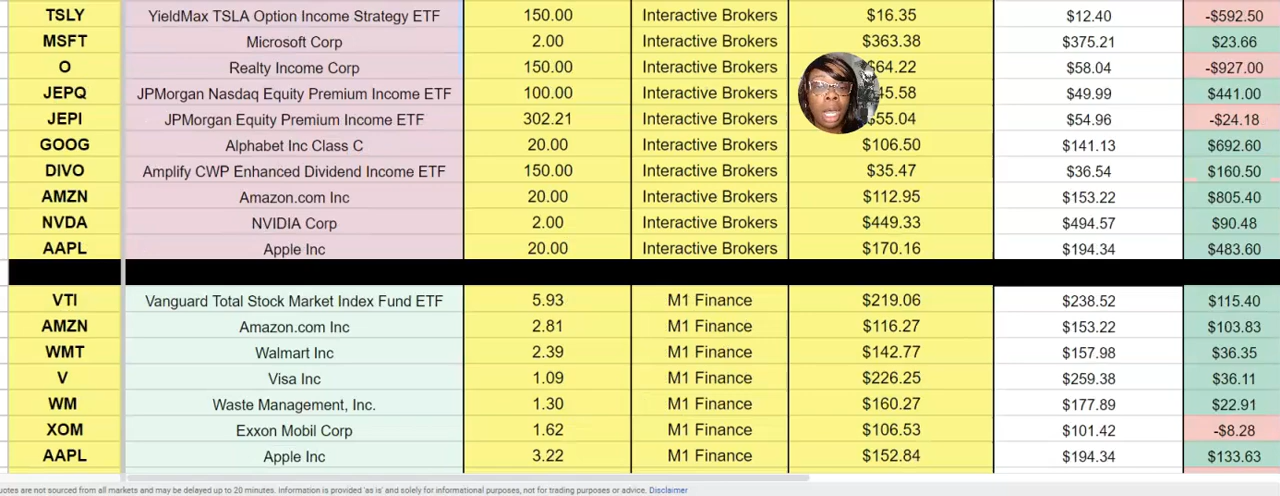 TSLY YieldMax TSLA Option Income Strategy ETF 150.00 Interactive Brokers $16.35 $12.40 -$592.50
MSFT Microsoft Corp 2.00 Interactive Brokers $363.38 $375.21 $23.66
O Realty Income Corp 150.00 Interactive Brokers $64.22 $58.04 -$927.00
JEPQ JPMorgan Nasdaq Equity Premium Income ETF 100.00 Interactive Brokers 45.58 $49.99 $441.00
JEPI JPMorgan Equity Premium Income ETF 302.21 Interactive Brokers $55.04 $54.96 -$24.18
GOOG Alphabet Inc Class C 20.00 Interactive Brokers $106.50 $141.13 $692.60
DIVO Amplify CWP Enhanced Dividend Income ETF 150.00 Interactive Brokers $35.47 $36.54 $160.50
AMZN Amazon.com Inc 20.00 Interactive Brokers $112.95 $153.22 $805.40
NVDA NVIDIA Corp 2.00 Interactive Brokers $449.33 $494.57 $90.48
AAPL Apple Inc 20.00 Interactive Brokers $170.16 $194.34 $483.60
VTI Vanguard Total Stock Market Index Fund ETF 5.93 M1 Finance $219.06 $238.52 $115.40
AMZN Amazon.com Inc 2.81 M1 Finance $116.27 $153.22 $103.83
WMT Walmart Inc 2.39 M1 Finance $142.77 $157.98 $36.35
V Visa Inc 1.09 M1 Finance $226.25 $259.38 $36.11
WM Waste Management, Inc. 1.30 M1 Finance $160.27 $177.89 $22.91
XOM Exxon Mobil Corp 1.62 M1 Finance $106.53 $101.42 -$8.28
AAPL Apple Inc 3.22 M1 Finance $152.84 $194.34 $133.63
uotes are not sourced from all markets and may be delayed up to 20 minutes. Information is provided 'as is' and solely for informational purposes, not for trading purposes or advice. Disclaimer